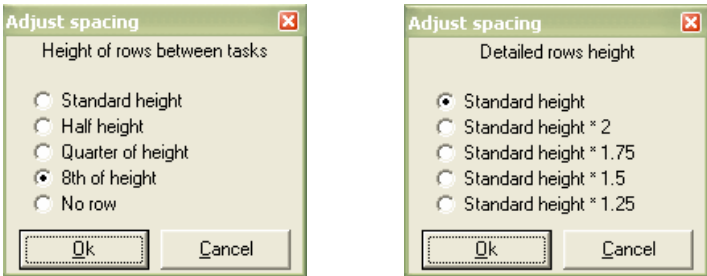 Adjust spacing
Height of rows between tasks
Standard height
Half height
Quarter of height
8th of height
No row
Ok
Cancel
Adjust spacing
Detailed rows height
Standard height
Standard height * 2
Standard height * 1.75
Standard height * 1.5
Standard height * 1.25
Ok
Cancel